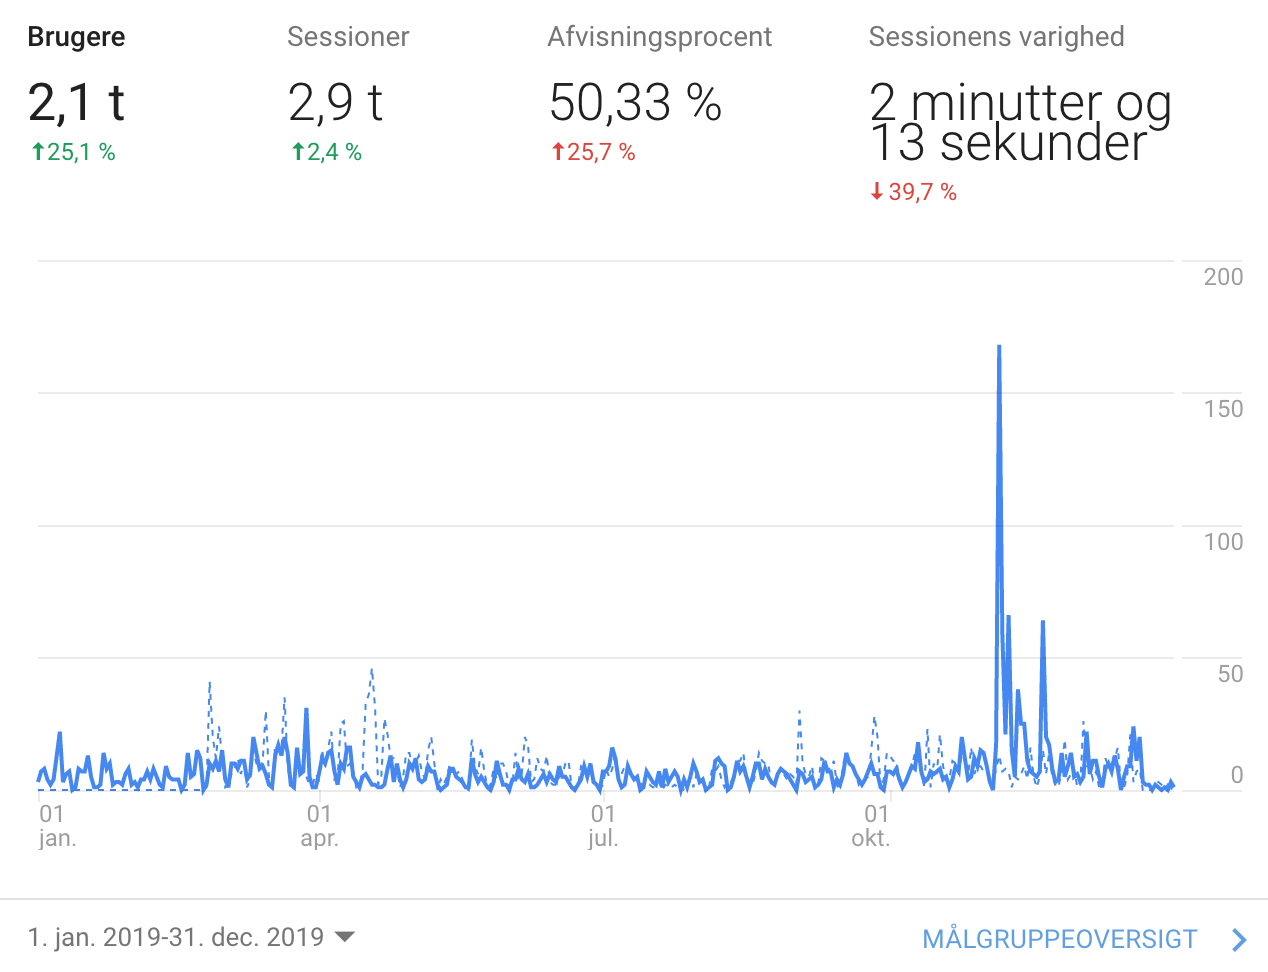 Brugere
2,1 t
25,1 %
Sessioner
2,9 t
2,4 %
Afvisningsprocent
50,33 %
25,7 %
Sessionens varighed
2 minutter og
13 sekunder
39,7 %
200
150
100
50
0
01
jan.
01
apr.
01
jul.
01
okt.
1. jan. 2019-31. dec. 2019
MÅLGRUPPEOVERSIGT